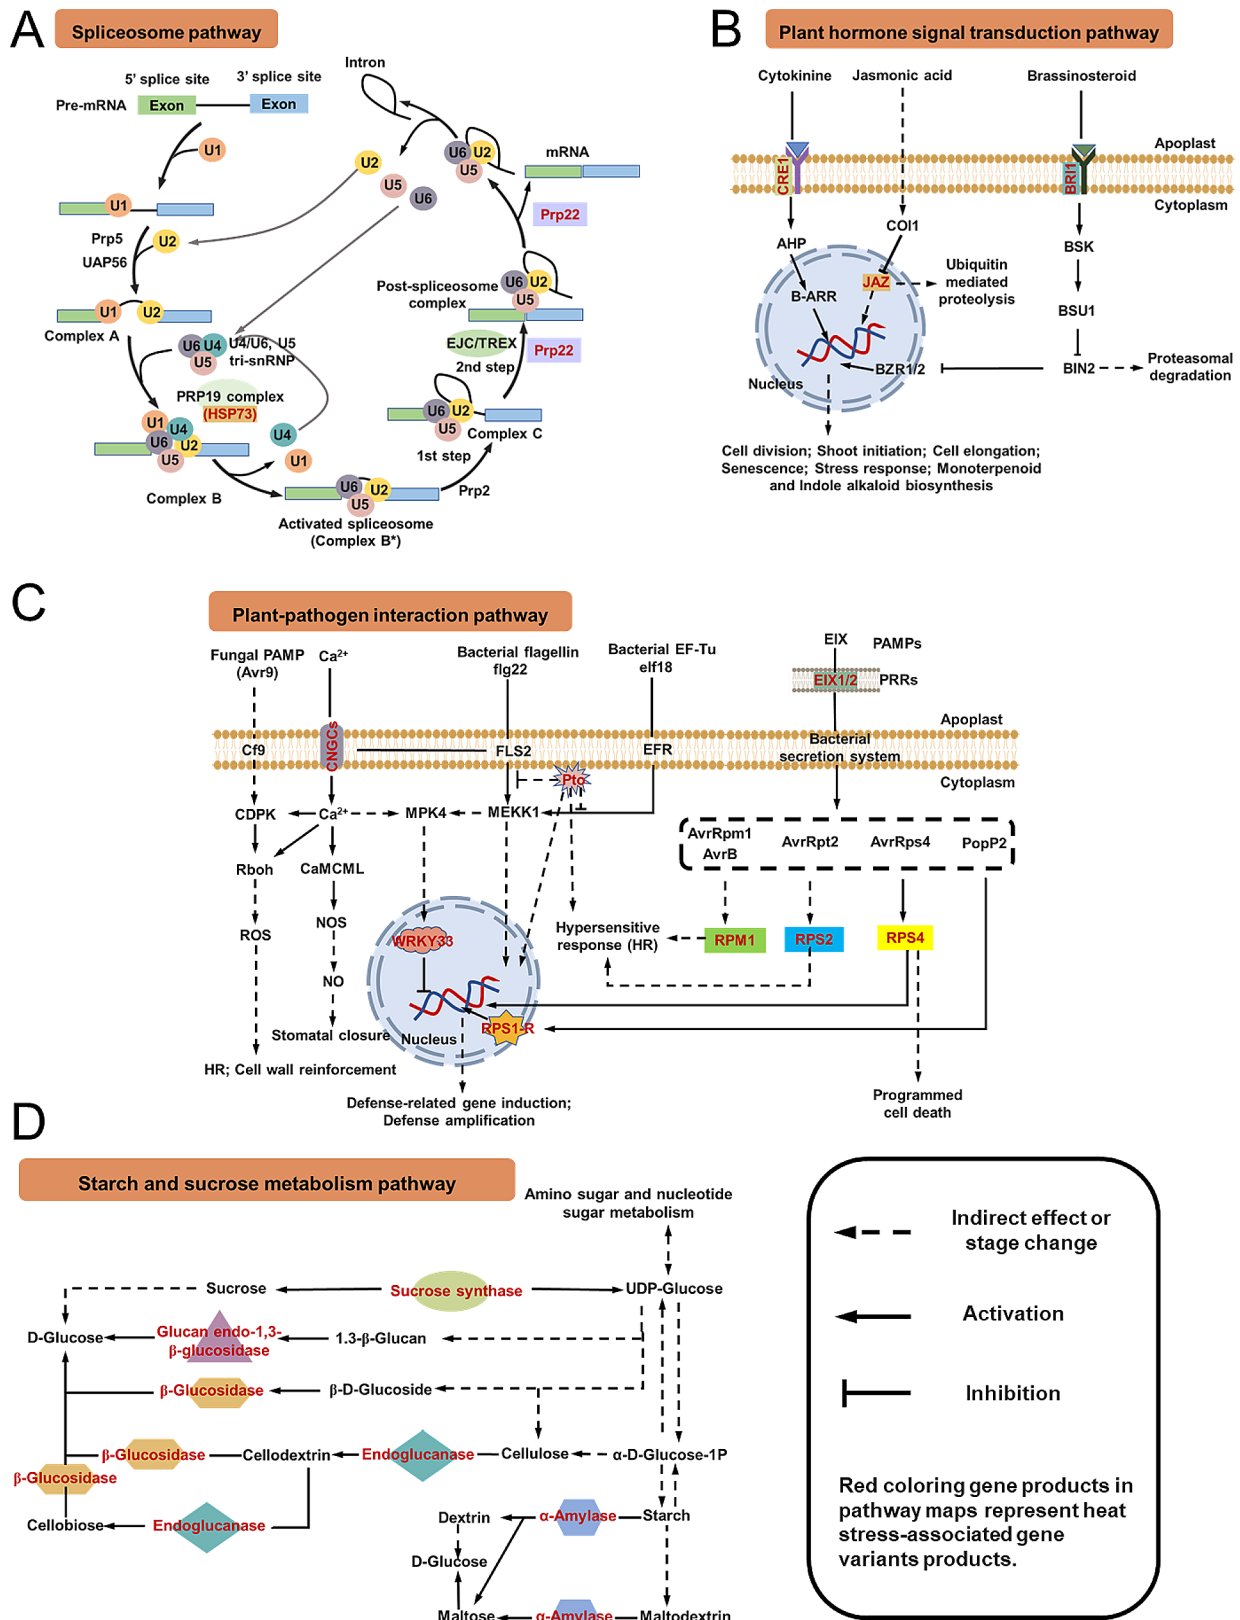 A
Spliceosome pathway
5' splice site
3' splice site
Pre-mRNA
Exon
Exon
U1
U1
Prp5
UAP56
U2
U1
U2
Complex A
U6
U4
U5
U4/U6, U5
tri-snRNP
PRP19 complex
(HSP73)
U1
U4
U6
U2
U5
Complex B
U4
U1
U6
U2
U5
Activated spliceosome
(Complex B*)
Prp2
1st step
U6
U2
U5
Complex C
EJC/TREX
2nd step
Prp22
Post-spliceosome
complex
U6
U2
U5
Prp22
mRNA
U6
U2
U5
Intron
U2
U5
U6
B
Plant hormone signal transduction pathway
Cytokinine
Jasmonic acid
Brassinosteroid
Apoplast
CRE1
BRI1
Cytoplasm
COI1
AHP
BSK
JAZ
Ubiquitin
mediated
proteolysis
B-ARR
BSU1
BZR1/2
BIN2
Proteasomal
degradation
Nucleus
Cell division; Shoot initiation; Cell elongation;
Senescence; Stress response; Monoterpenoid
and Indole alkaloid biosynthesis
C
Plant-pathogen interaction pathway
Fungal PAMP
(Avr9)
Ca2+
Bacterial flagellin
flg22
Bacterial EF-Tu
elf18
EIX
PAMPs
EIX1/2
PRRs
Apoplast
Cf9
CNGCs
FLS2
EFR
Bacterial
secretion system
Cytoplasm
Pto
CDPK
Ca2+
MPK4
MEKK1
AvrRpm1
AvrB
AvrRpt2
AvrRps4
PopP2
Rboh
CaMCML
NOS
ROS
WRKY33
Hypersensitive
response (HR)
RPM1
RPS2
RPS4
NO
Stomatal closure
Nucleus
RPS1-R
HR; Cell wall reinforcement
Defense-related gene induction;
Defense amplification
Programmed
cell death
D
Starch and sucrose metabolism pathway
Amino sugar and nucleotide
sugar metabolism
Sucrose
Sucrose synthase
UDP-Glucose
D-Glucose
Glucan endo-1,3-
β-glucosidase
1.3-β-Glucan
β-Glucosidase
β-D-Glucoside
β-Glucosidase
Cellodextrin
Endoglucanase
Cellulose
α-D-Glucose-1P
β-Glucosidase
Cellobiose
Endoglucanase
Dextrin
α-Amylase
Starch
D-Glucose
Maltose
α-Amylase
Maltodextrin
Indirect effect or
stage change
Activation
Inhibition
Red coloring gene products in
pathway maps represent heat
stress-associated gene
variants products.